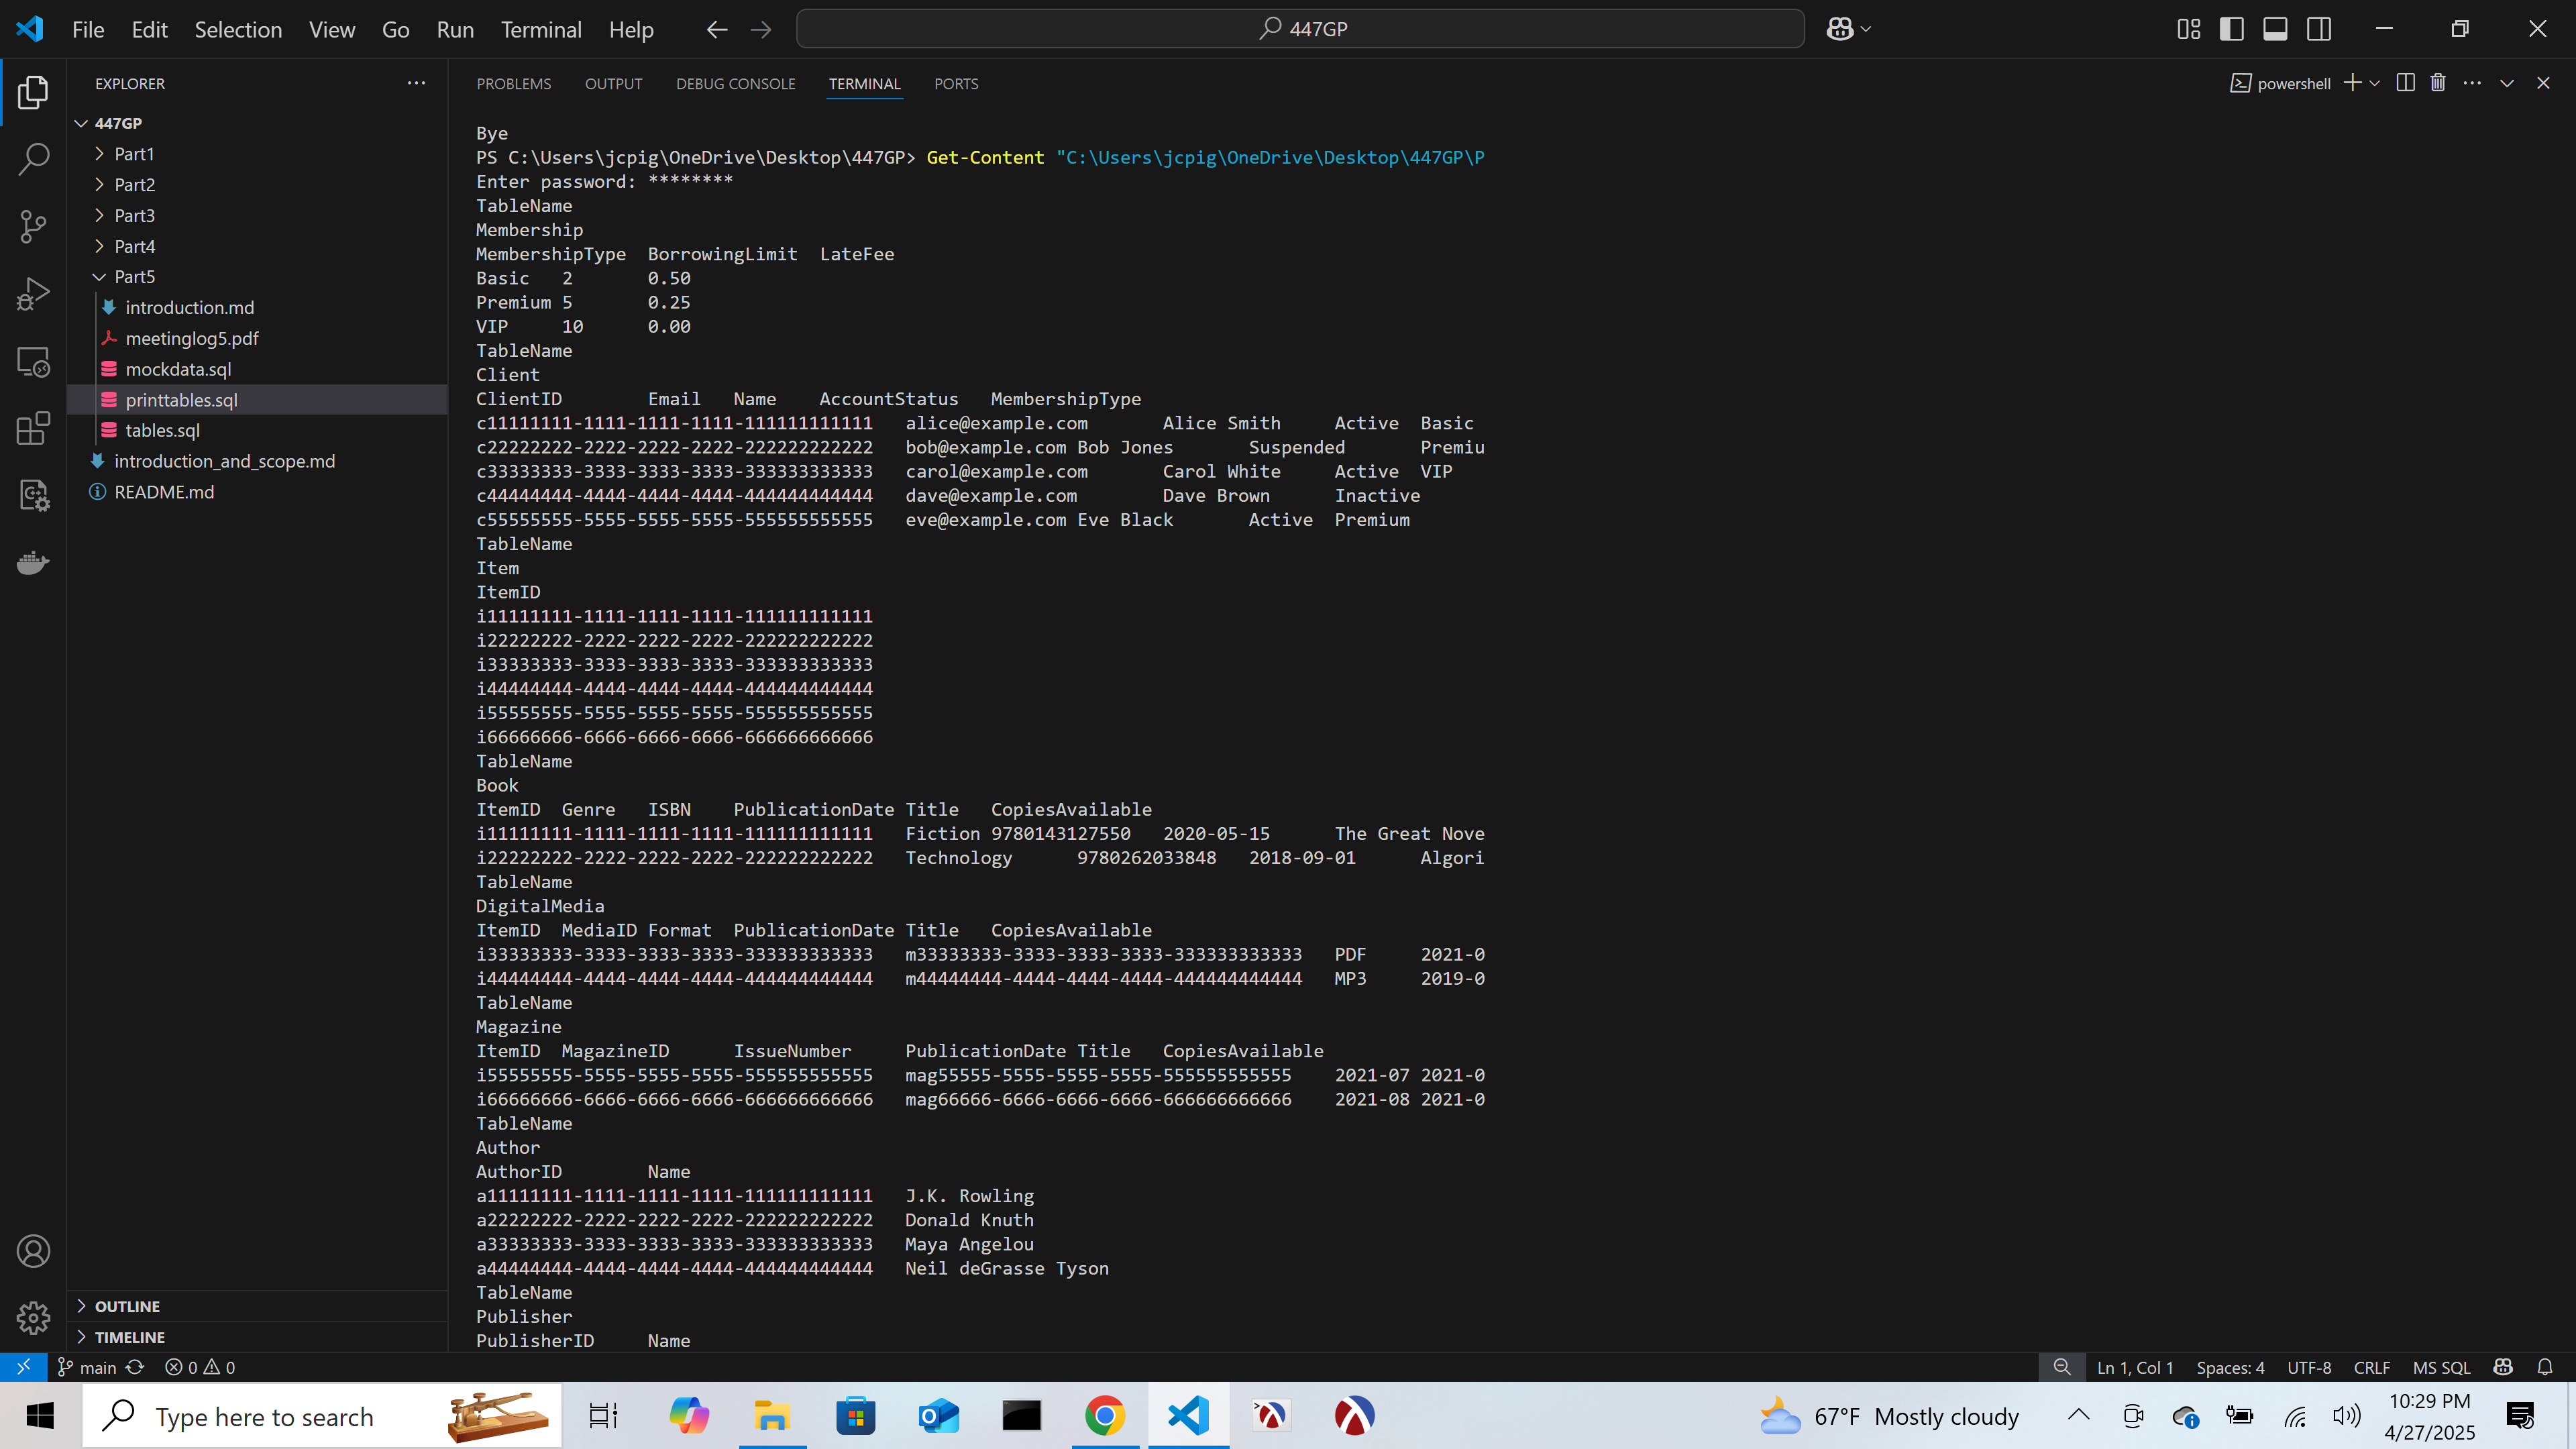 File Edit Selection View Go Run Terminal Help 447GP
EXPLORER
447GP
Part1
Part2
Part3
Part4
Part5
introduction.md
meetinglog5.pdf
mockdata.sql
printtables.sql
tables.sql
introduction_and_scope.md
README.md
OUTLINE
TIMELINE
PROBLEMS OUTPUT DEBUG CONSOLE TERMINAL PORTS powershell
Bye
PS C:\Users\jcpig\OneDrive\Desktop\447GP> Get-Content "C:\Users\jcpig\OneDrive\Desktop\447GP\P
Enter password: ********
TableName
Membership
MembershipType BorrowingLimit LateFee
Basic 2 0.50
Premium 5 0.25
VIP 10 0.00
TableName
Client
ClientID Email Name AccountStatus MembershipType
c11111111-1111-1111-1111-111111111111 alice@example.com Alice Smith Active Basic
c22222222-2222-2222-2222-222222222222 bob@example.com Bob Jones Suspended Premiu
c33333333-3333-3333-3333-333333333333 carol@example.com Carol White Active VIP
c44444444-4444-4444-4444-444444444444 dave@example.com Dave Brown Inactive
c55555555-5555-5555-5555-555555555555 eve@example.com Eve Black Active Premium
TableName
Item
ItemID
i11111111-1111-1111-1111-111111111111
i22222222-2222-2222-2222-222222222222
i33333333-3333-3333-3333-333333333333
i44444444-4444-4444-4444-444444444444
i55555555-5555-5555-5555-555555555555
i66666666-6666-6666-6666-666666666666
TableName
Book
ItemID Genre ISBN PublicationDate Title CopiesAvailable
i11111111-1111-1111-1111-111111111111 Fiction 9780143127550 2020-05-15 The Great Nove
i22222222-2222-2222-2222-222222222222 Technology 9780262033848 2018-09-01 Algori
TableName
DigitalMedia
ItemID MediaID Format PublicationDate Title CopiesAvailable
i33333333-3333-3333-3333-333333333333 m33333333-3333-3333-3333-333333333333 PDF 2021-0
i44444444-4444-4444-4444-444444444444 m44444444-4444-4444-4444-444444444444 MP3 2019-0
TableName
Magazine
ItemID MagazineID IssueNumber PublicationDate Title CopiesAvailable
i55555555-5555-5555-5555-555555555555 mag55555-5555-5555-5555-555555555555 2021-07 2021-0
i66666666-6666-6666-6666-666666666666 mag66666-6666-6666-6666-666666666666 2021-08 2021-0
TableName
Author
AuthorID Name
a11111111-1111-1111-1111-111111111111 J.K. Rowling
a22222222-2222-2222-2222-222222222222 Donald Knuth
a33333333-3333-3333-3333-333333333333 Maya Angelou
a44444444-4444-4444-4444-444444444444 Neil deGrasse Tyson
TableName
Publisher
PublisherID Name
main 0 0 Ln 1, Col 1 Spaces: 4 UTF-8 CRLF MS SQL
Type here to search 67°F Mostly cloudy 10:29 PM
4/27/2025